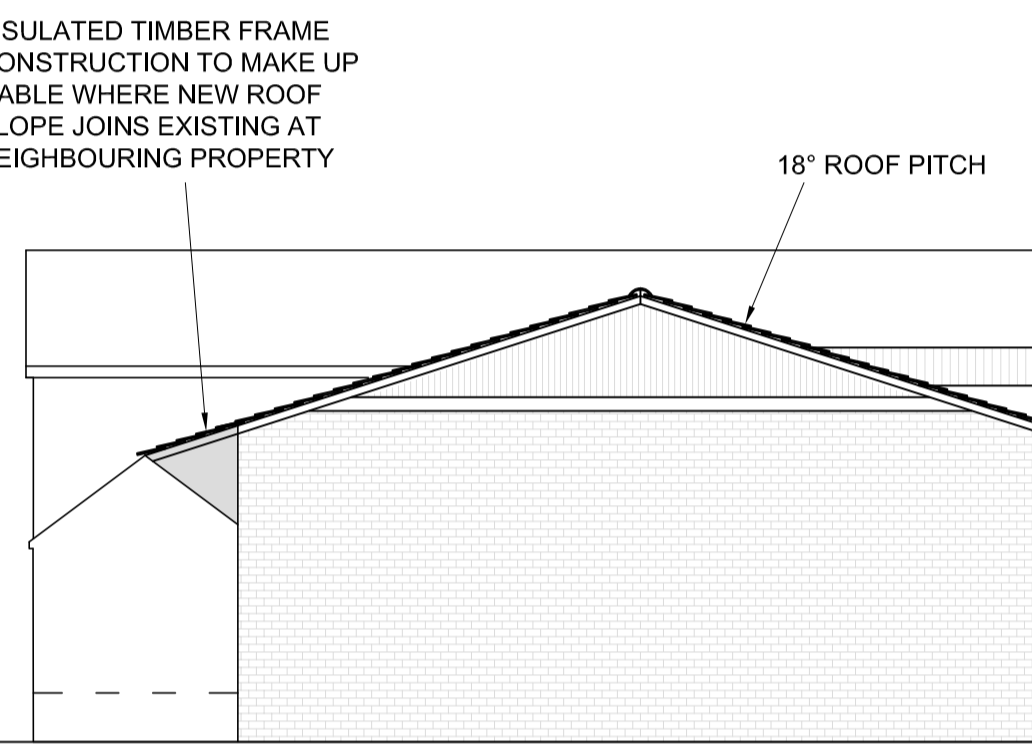 SULATED TIMBER FRAME
ONSTRUCTION TO MAKE UP
ABLE WHERE NEW ROOF
LOPE JOINS EXISTING AT
EIGHBOURING PROPERTY
18° ROOF PITCH